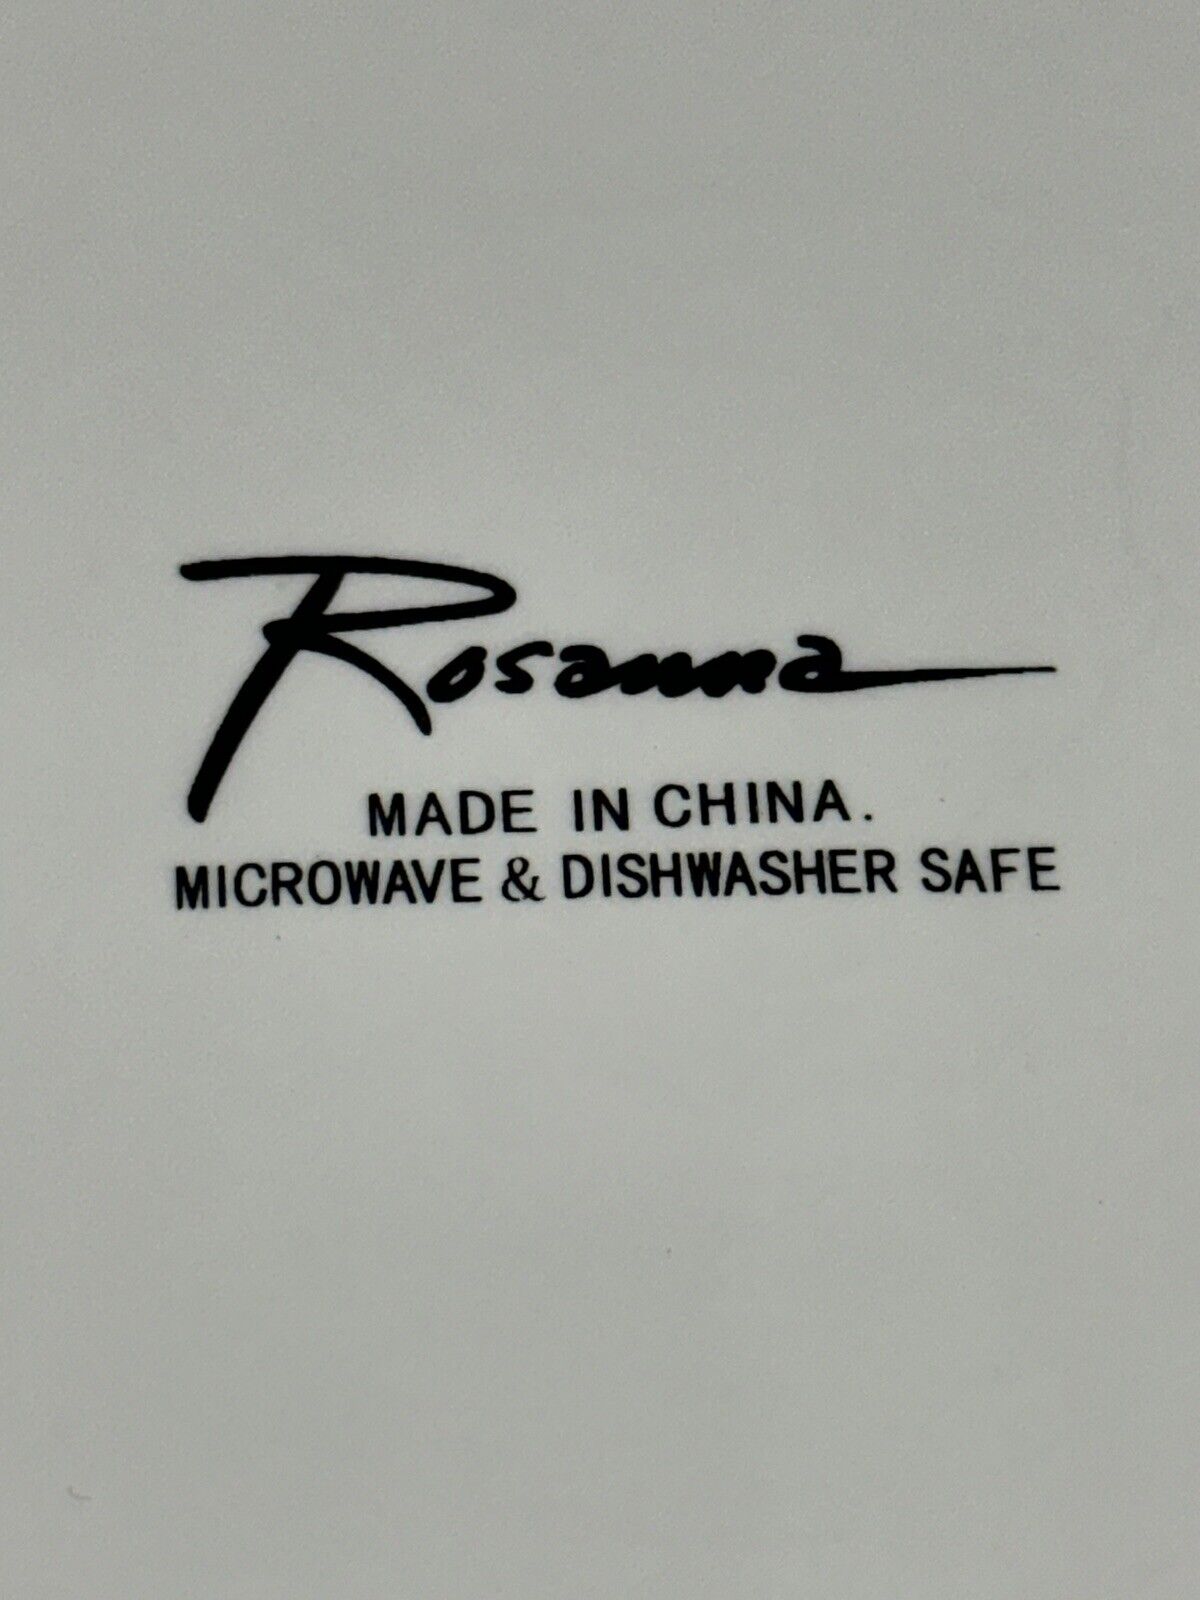 Rosanna
MADE IN CHINA.
MICROWAVE & DISHWASHER SAFE